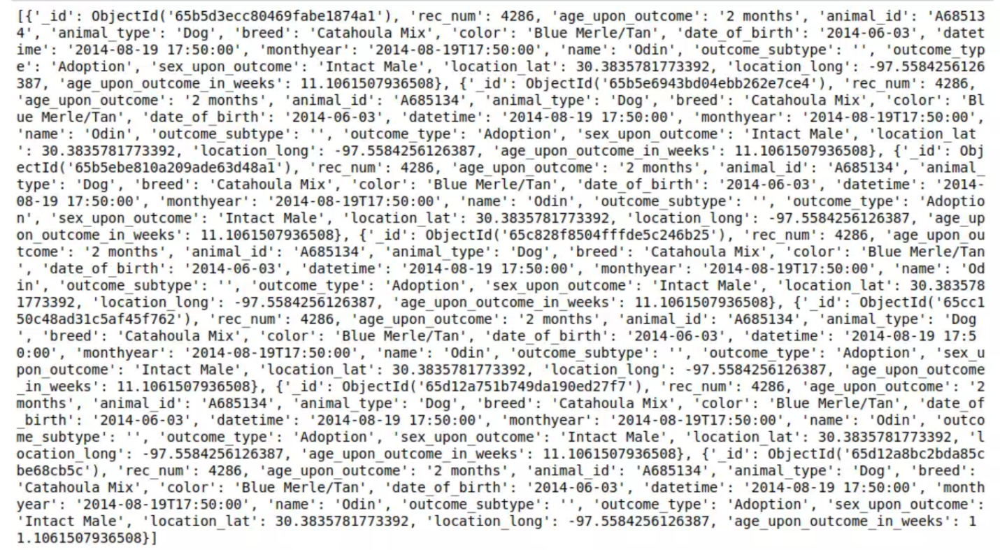 [{'_id': ObjectId('65b5d3ecc80469fabe1874a1'), 'rec_num': 4286, 'age_upon_outcome': '2 months', 'animal_id': 'A68513
4', 'animal_type': 'Dog', 'breed': 'Catahoula Mix', 'color': 'Blue Merle/Tan', 'date_of_birth': '2014-06-03', 'datet
ime': '2014-08-19 17:50:00', 'monthyear': '2014-08-19T17:50:00', 'name': 'Odin', 'outcome_subtype': '', 'outcome_typ
e': 'Adoption', 'sex_upon_outcome': 'Intact Male', 'location_lat': 30.3835781773392, 'location_long': -97.5584256126
387, 'age_upon_outcome_in_weeks': 11.1061507936508}, {'_id': ObjectId('65b5e6943bd04ebb262e7ce4'), 'rec_num': 4286,
'age_upon_outcome': '2 months', 'animal_id': 'A685134', 'animal_type': 'Dog', 'breed': 'Catahoula Mix', 'color': 'Bl
ue Merle/Tan', 'date_of_birth': '2014-06-03', 'datetime': '2014-08-19 17:50:00', 'monthyear': '2014-08-19T17:50:00',
'name': 'Odin', 'outcome_subtype': '', 'outcome_type': 'Adoption', 'sex_upon_outcome': 'Intact Male', 'location_lat
': 30.3835781773392, 'location_long': -97.5584256126387, 'age_upon_outcome_in_weeks': 11.1061507936508}, {'_id': Obj
ectId('65b5ebe810a209ade63d48a1'), 'rec_num': 4286, 'age_upon_outcome': '2 months', 'animal_id': 'A685134', 'animal_
type': 'Dog', 'breed': 'Catahoula Mix', 'color': 'Blue Merle/Tan', 'date_of_birth': '2014-06-03', 'datetime': '2014-
08-19 17:50:00', 'monthyear': '2014-08-19T17:50:00', 'name': 'Odin', 'outcome_subtype': '', 'outcome_type': 'Adoptio
n', 'sex_upon_outcome': 'Intact Male', 'location_lat': 30.3835781773392, 'location_long': -97.5584256126387, 'age_up
on_outcome_in_weeks': 11.1061507936508}, {'_id': ObjectId('65c828f8504fffde5c246b25'), 'rec_num': 4286, 'age_upon_ou
tcome': '2 months', 'animal_id': 'A685134', 'animal_type': 'Dog', 'breed': 'Catahoula Mix', 'color': 'Blue Merle/Tan
', 'date_of_birth': '2014-06-03', 'datetime': '2014-08-19 17:50:00', 'monthyear': '2014-08-19T17:50:00', 'name': 'Od
in', 'outcome_subtype': '', 'outcome_type': 'Adoption', 'sex_upon_outcome': 'Intact Male', 'location_lat': 30.383578
1773392, 'location_long': -97.5584256126387, 'age_upon_outcome_in_weeks': 11.1061507936508}, {'_id': ObjectId('65cc1
50c48ad31c5af45f762'), 'rec_num': 4286, 'age_upon_outcome': '2 months', 'animal_id': 'A685134', 'animal_type': 'Dog
', 'breed': 'Catahoula Mix', 'color': 'Blue Merle/Tan', 'date_of_birth': '2014-06-03', 'datetime': '2014-08-19 17:5
0:00', 'monthyear': '2014-08-19T17:50:00', 'name': 'Odin', 'outcome_subtype': '', 'outcome_type': 'Adoption', 'sex_u
pon_outcome': 'Intact Male', 'location_lat': 30.3835781773392, 'location_long': -97.5584256126387, 'age_upon_outcome
_in_weeks': 11.1061507936508}, {'_id': ObjectId('65d12a751b749da190ed27f7'), 'rec_num': 4286, 'age_upon_outcome': '2
months', 'animal_id': 'A685134', 'animal_type': 'Dog', 'breed': 'Catahoula Mix', 'color': 'Blue Merle/Tan', 'date_of
_birth': '2014-06-03', 'datetime': '2014-08-19 17:50:00', 'monthyear': '2014-08-19T17:50:00', 'name': 'Odin', 'outco
me_subtype': '', 'outcome_type': 'Adoption', 'sex_upon_outcome': 'Intact Male', 'location_lat': 30.3835781773392, 'l
ocation_long': -97.5584256126387, 'age_upon_outcome_in_weeks': 11.1061507936508}, {'_id': ObjectId('65d12a8bc2bda85c
be68cb5c'), 'rec_num': 4286, 'age_upon_outcome': '2 months', 'animal_id': 'A685134', 'animal_type': 'Dog', 'breed':
'Catahoula Mix', 'color': 'Blue Merle/Tan', 'date_of_birth': '2014-06-03', 'datetime': '2014-08-19 17:50:00', 'month
year': '2014-08-19T17:50:00', 'name': 'Odin', 'outcome_subtype': '', 'outcome_type': 'Adoption', 'sex_upon_outcome':
'Intact Male', 'location_lat': 30.3835781773392, 'location_long': -97.5584256126387, 'age_upon_outcome_in_weeks': 1
1.1061507936508}]